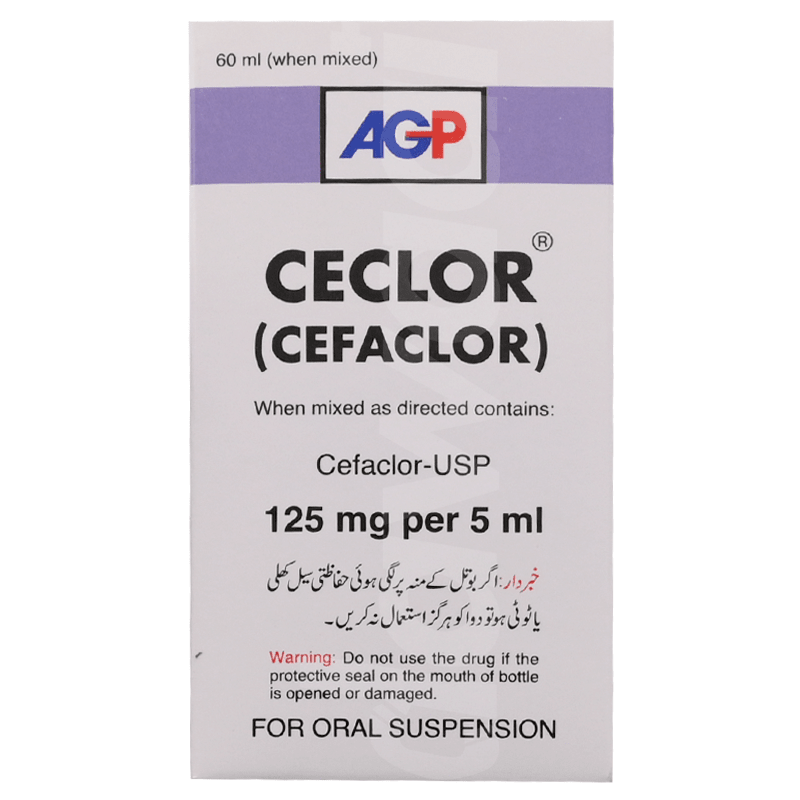 60 ml (when mixed)
AGP
CECLOR®
(CEFACLOR)
When mixed as directed contains:
Cefaclor-USP
125 mg per 5 ml
خبردار: اگر بوتل کے منہ پر لگی ہوئی حفاظتی سیل کھلی
یا ٹوٹی ہو تو دوا کو ہرگز استعمال نہ کریں۔
Warning: Do not use the drug if the
protective seal on the mouth of bottle
is opened or damaged.
FOR ORAL SUSPENSION